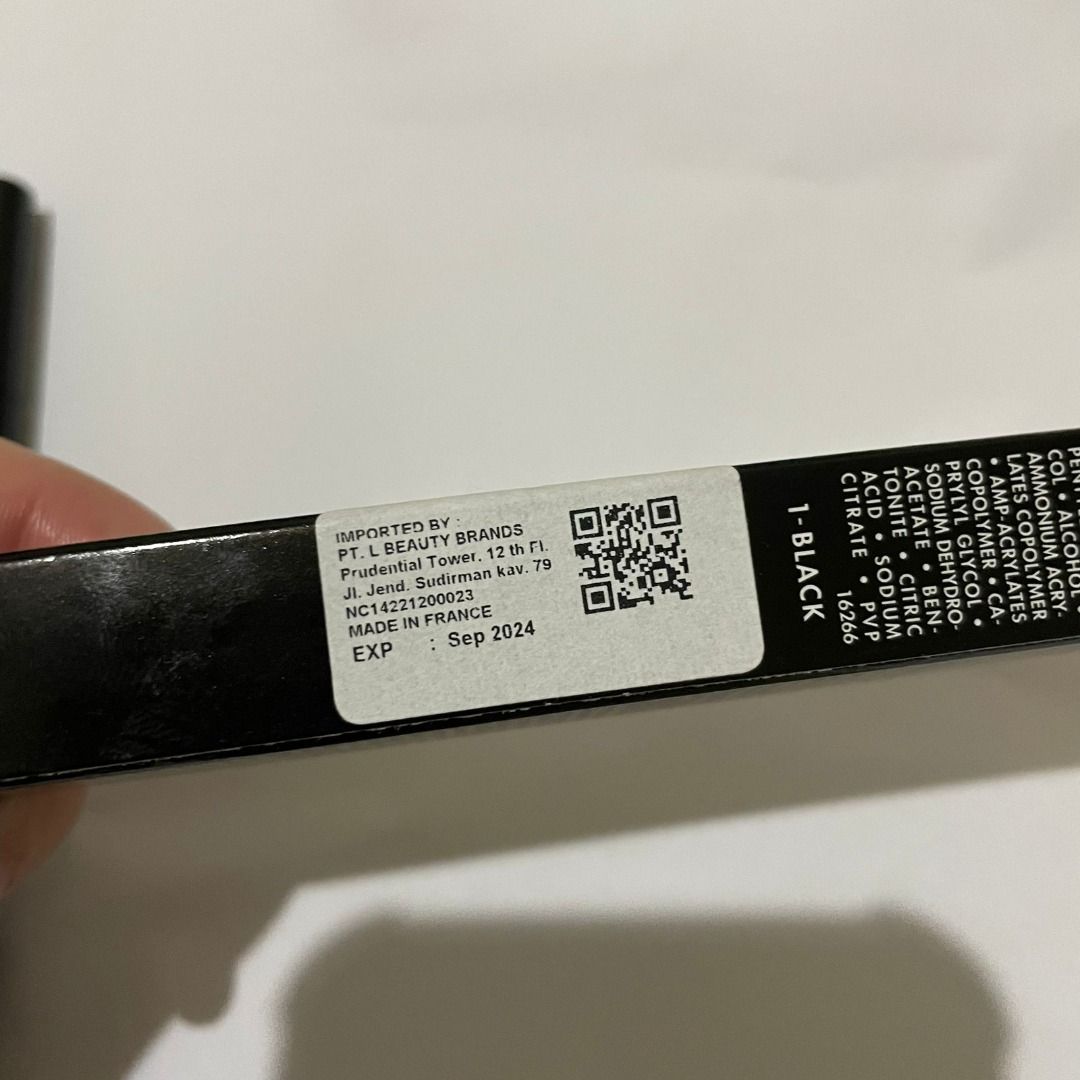 IMPORTED BY :
PT. L BEAUTY BRANDS
Prudential Tower. 12 th Fl.
Jl. Jend. Sudirman kav. 79
NC14221200023
MADE IN FRANCE
EXP : Sep 2024
1-BLACK
COL • ALCOHOL •
AMMONIUM ACRY-
LATES COPOLYMER
• AMP-ACRYLATES
COPOLYMER • CA-
PRYLYL GLYCOL •
SODIUM DEHYDRO-
ACETATE • BEN-
TONITE • CITRIC
ACID • SODIUM
CITRATE • PVP
16266